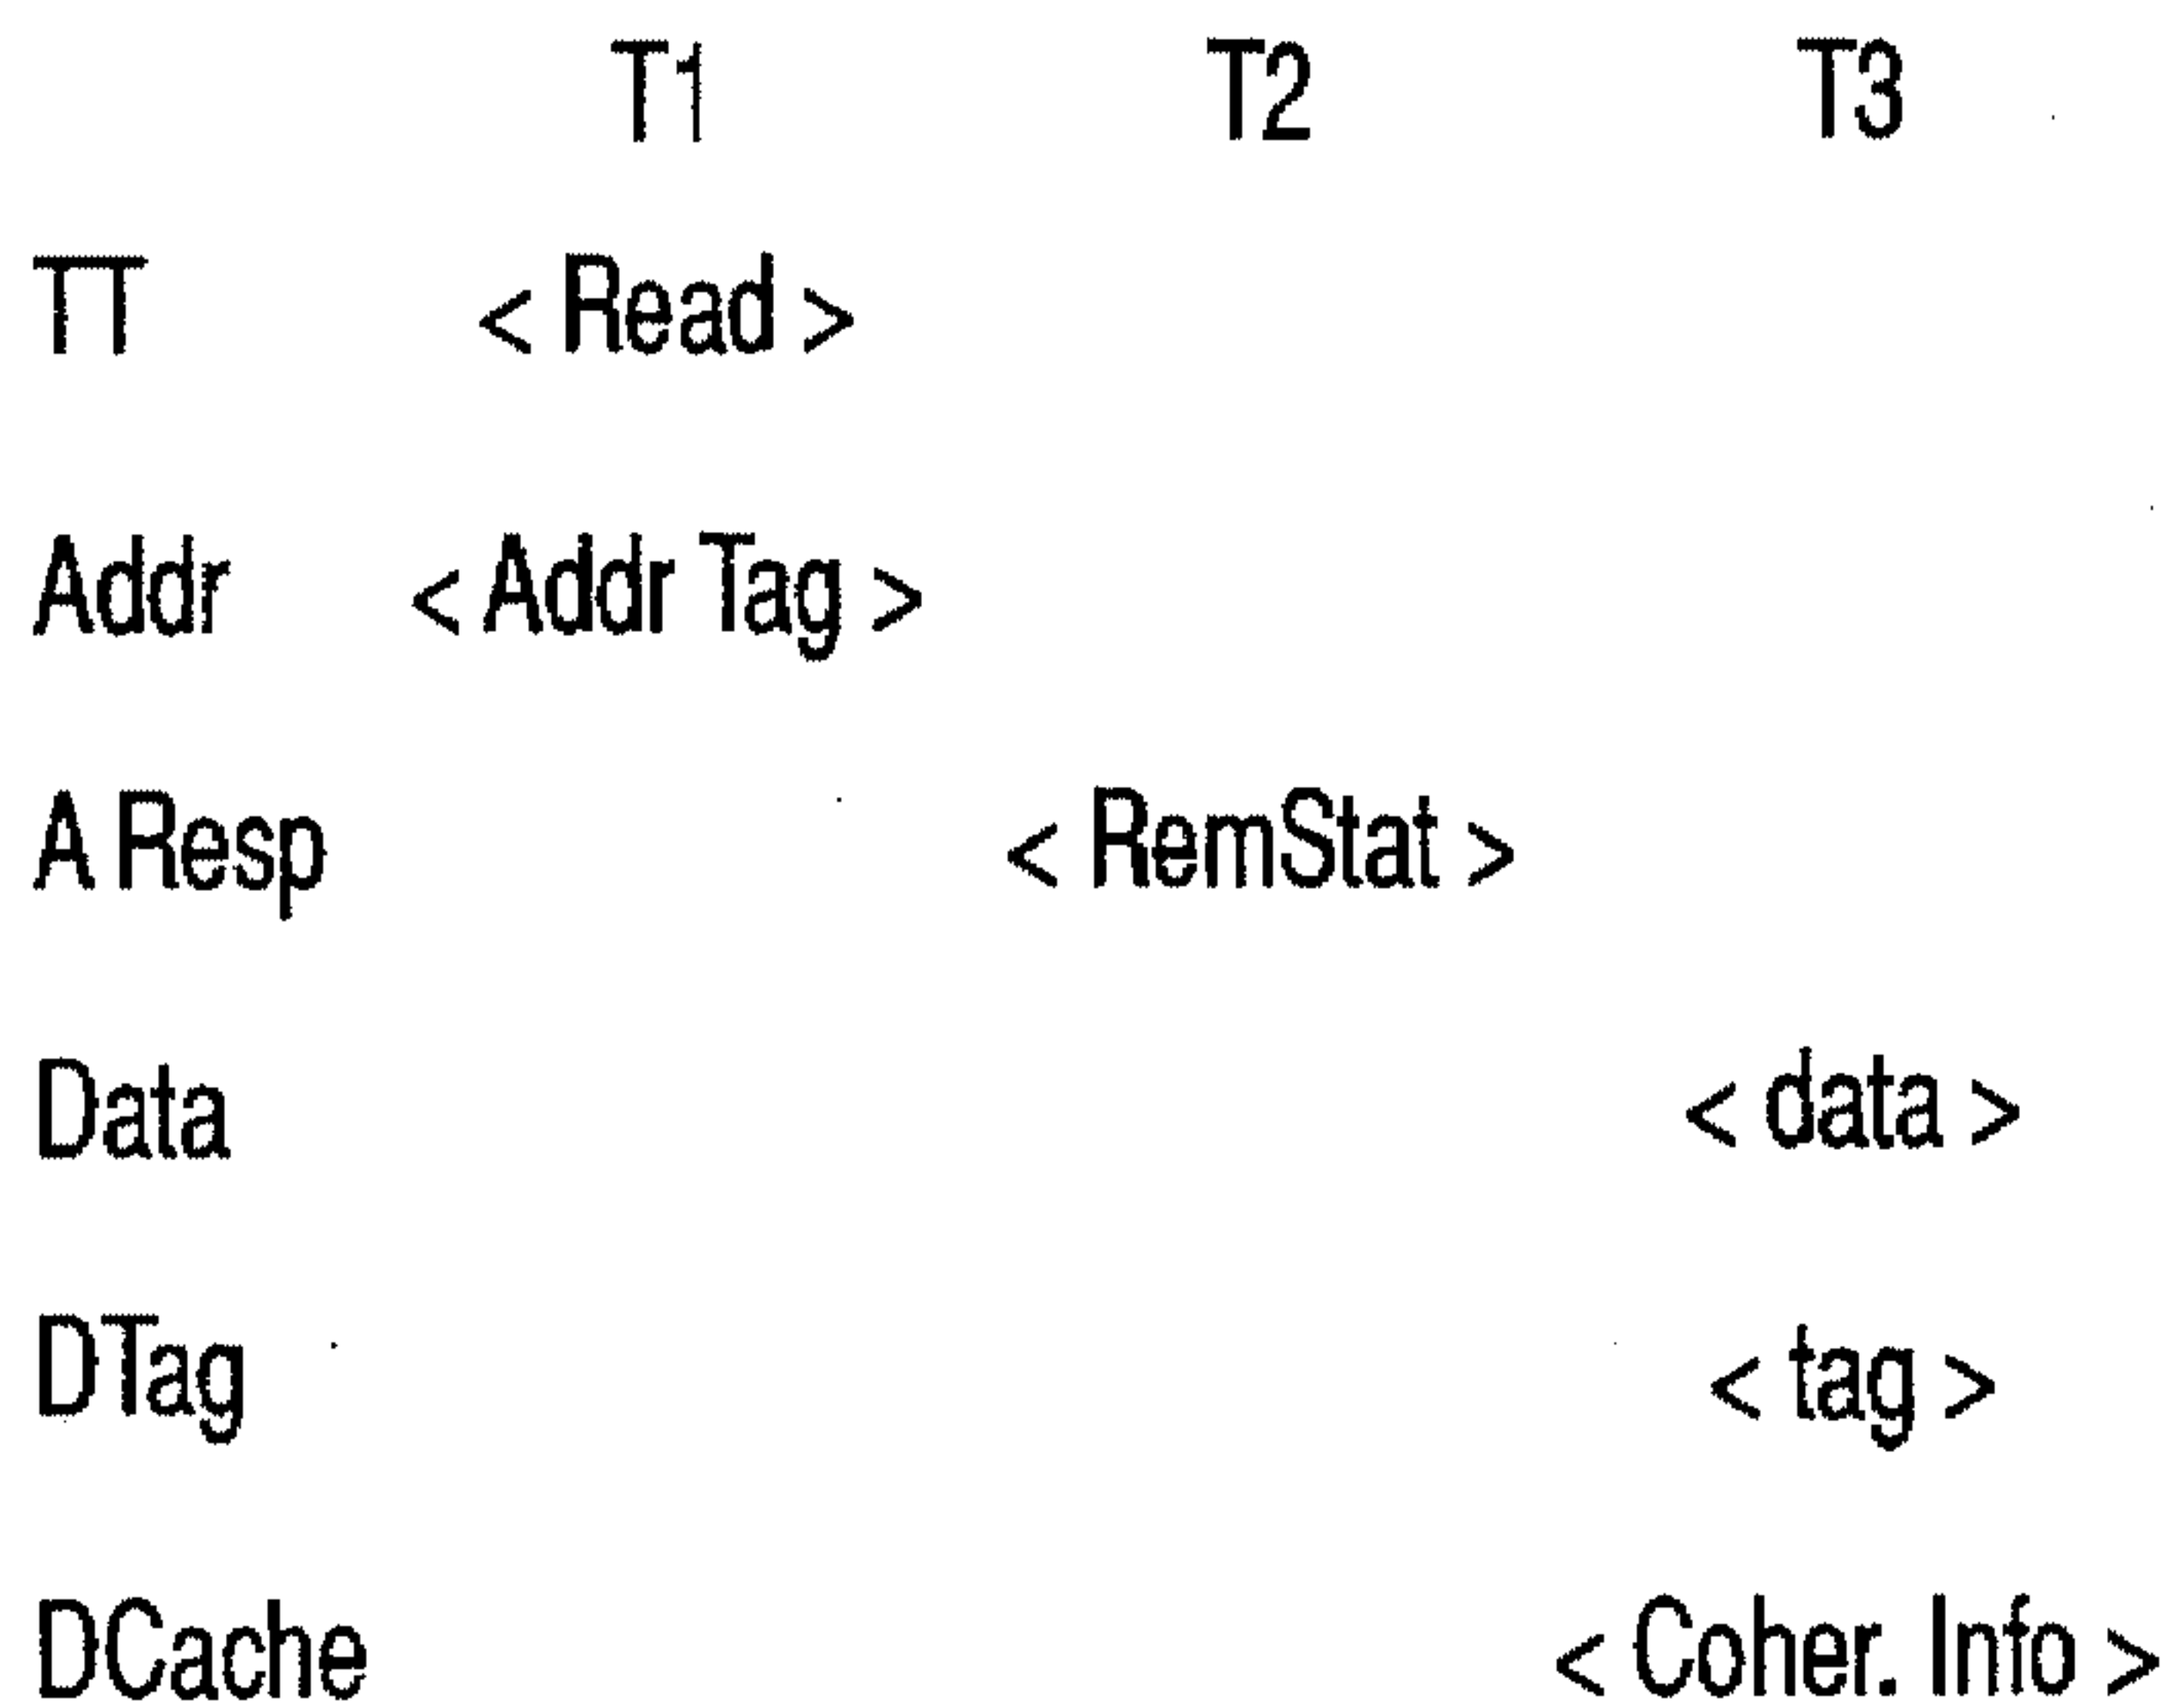 T1 T2 T3
TT < Read >
Addr < Addr Tag >
A Resp < RemStat >
Data < data >
DTag < tag >
DCache < Coher. Info >